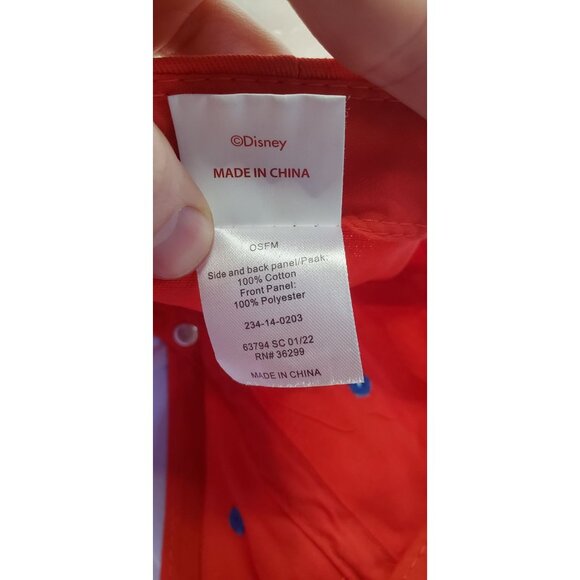 ©Disney
MADE IN CHINA
OSFM
Side and back panel/Peak:
100% Cotton
Front Panel:
100% Polyester
234-14-0203
63794 SC 01/22
RN# 36299
MADE IN CHINA